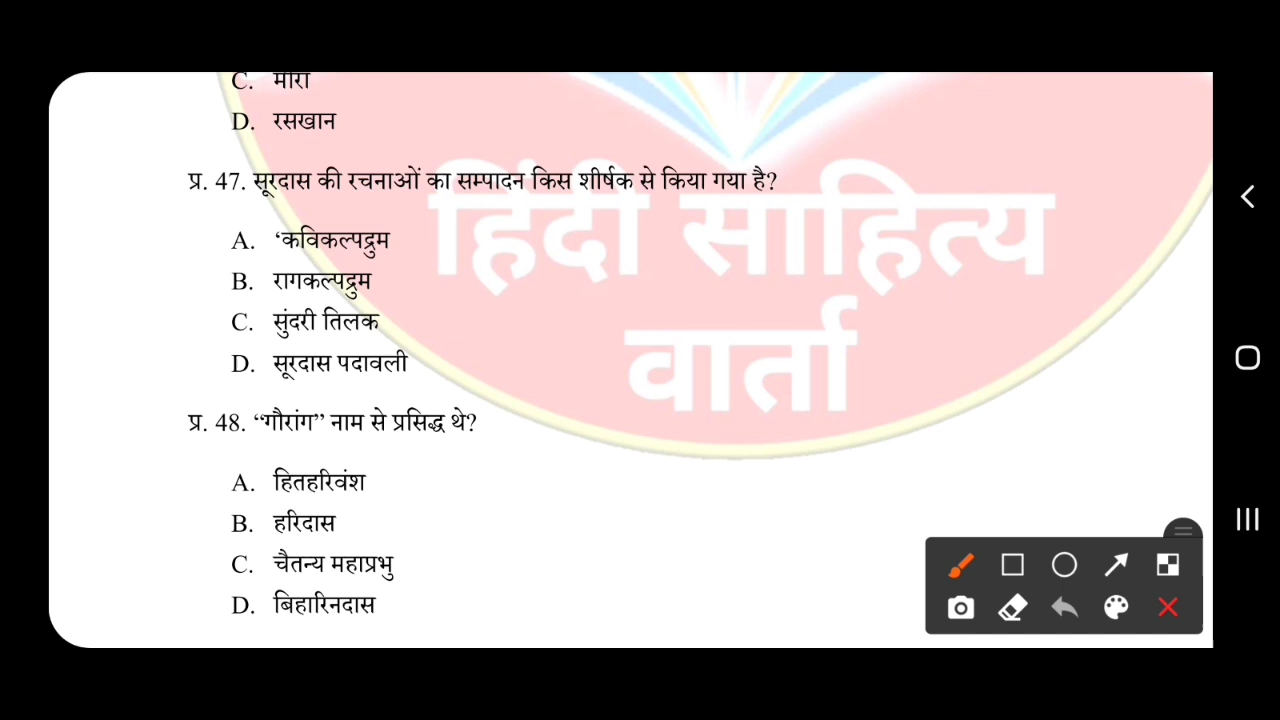 C. मीरा
D. रसखान
प्र. 47. सूरदास की रचनाओं का सम्पादन किस शीर्षक से किया गया है?
A. ‘कविकल्पद्रुम
B. रागकल्पद्रुम
C. सुंदरी तिलक
D. सूरदास पदावली
हिंदी साहित्य
वार्ता
प्र. 48. “गौरांग” नाम से प्रसिद्ध थे?
A. हितहरिवंश
B. हरिदास
C. चैतन्य महाप्रभु
D. बिहारिनदास